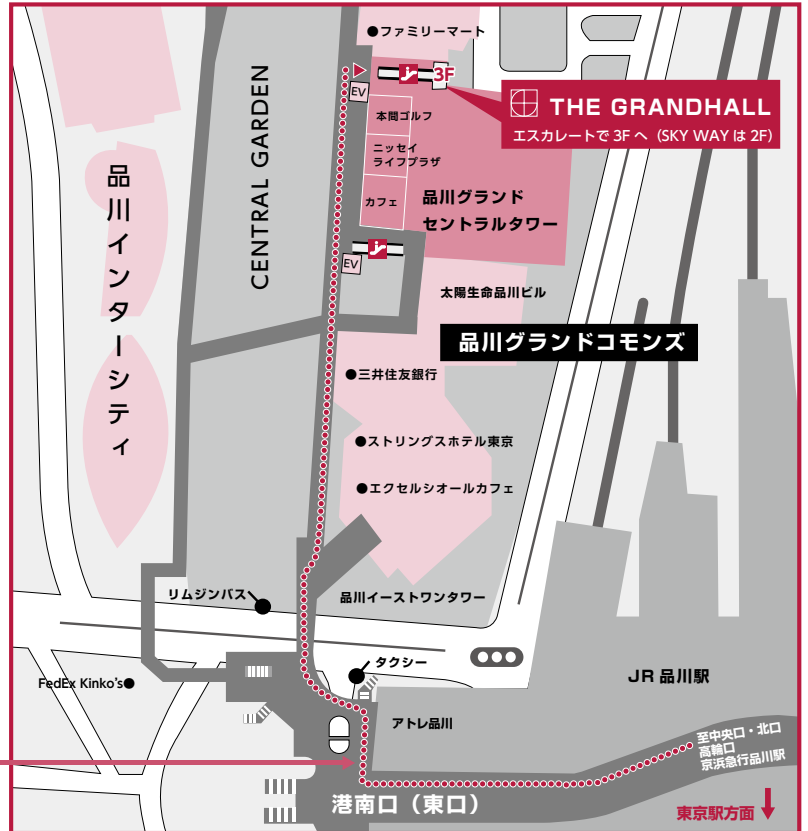 ●ファミリーマート
3F
EV
THE GRANDHALL
エスカレートで 3F へ（SKY WAY は 2F）
本間ゴルフ
ニッセイ
ライフプラザ
カフェ
品川グランド
セントラルタワー
CENTRAL GARDEN
品川インターシティ
EV
太陽生命品川ビル
品川グランドコモンズ
●三井住友銀行
●ストリングスホテル東京
●エクセルシオールカフェ
リムジンバス
品川イーストワンタワー
タクシー
FedEx Kinko's●
JR 品川駅
アトレ品川
至中央口・北口
高輪口
京浜急行品川駅
港南口（東口）
東京駅方面